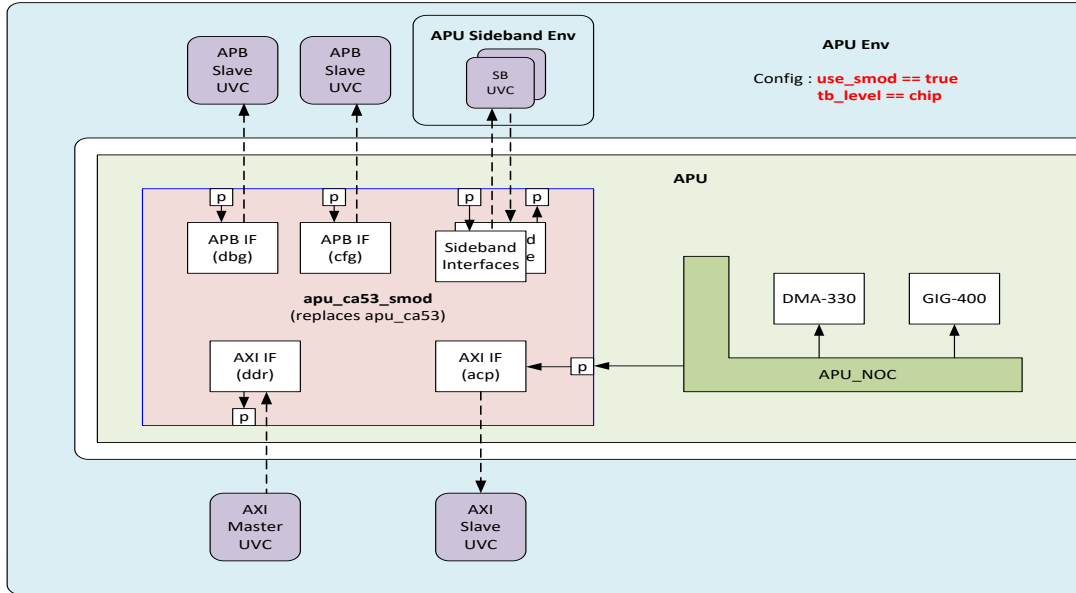 APB
Slave
UVC
APB
Slave
UVC
APU Sideband Env
SB
UVC
APU Env
Config : use_smod == true
tb_level == chip
APU
p
p
p
p
APB IF
(dbg)
APB IF
(cfg)
Sideband
Interfaces
d
e
apu_ca53_smod
(replaces apu_ca53)
DMA-330
GIG-400
AXI IF
(ddr)
AXI IF
(acp)
p
APU_NOC
p
AXI
Master
UVC
AXI
Slave
UVC